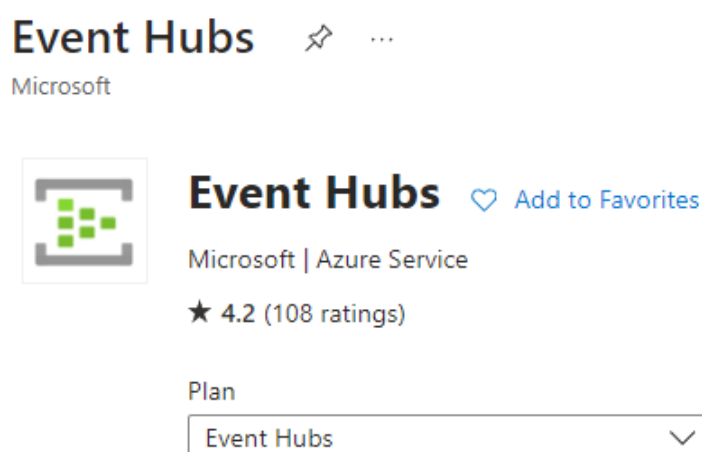 Event Hubs ...
Microsoft
Event Hubs
Add to Favorites
Microsoft | Azure Service
★ 4.2 (108 ratings)
Plan
Event Hubs